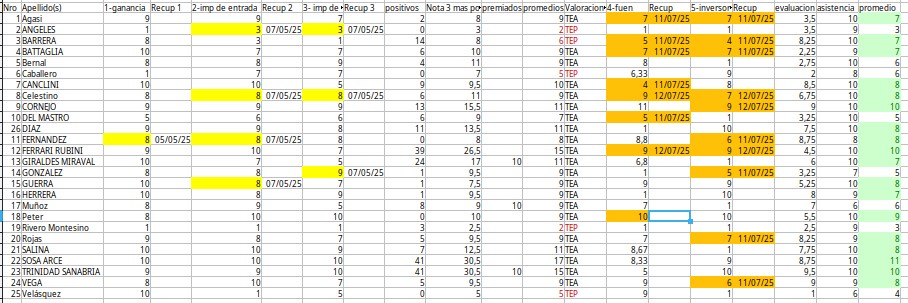 Nro Apellido(s) 1-ganancia Recup 1 2-imp de entrada Recup 2 3- imp de Recup 3 positivos Nota 3 mas po premiados promedios Valoracion 4-fuen Recup 5-inversor Recup evaluacion asistencia promedio
1 Agasi 9 9 7 2 8 9 TEA 7 11/07/25 7 11/07/25 9,5 10 7
2 ANGELES 1 3 07/05/25 3 07/05/25 0 3 2 TEP 1 1 3,5 9 3
3 BARRERA 8 3 1 14 8 6 TEP 5 11/07/25 4 11/07/25 8,25 10 7
4 BATTAGLIA 10 7 7 6 10 9 TEA 7 11/07/25 7 11/07/25 2,25 9 7
5 Bernal 8 8 9 4 11 9 TEA 8 1 2,75 10 6
6 Caballero 1 7 7 0 7 5 TEP 6,33 9 2 8 6
7 CANCLINI 10 10 5 9 9,5 10 TEA 4 11/07/25 8 8,5 10 8
8 Celestino 8 8 07/05/25 8 07/05/25 6 11 9 TEA 9 12/07/25 7 12/07/25 6,75 10 8
9 CORNEJO 9 9 9 13 15,5 11 TEA 11 9 12/07/25 10 10 10
10 DEL MASTRO 5 6 8 6 9 7 TEA 5 11/07/25 1 3,25 10 5
26 DIAZ 9 9 8 11 13,5 11 TEA 1 10 7,5 10 8
11 FERNANDEZ 8 05/05/25 8 07/05/25 8 0 8 8 TEA 8,8 6 11/07/25 8,75 8 8
12 FERRARI RUBINI 9 10 7 39 26,5 15 TEA 9 12/07/25 9 12/07/25 4,5 10 10
13 GIRALDES MIRAVAL 10 7 5 24 17 10 11 TEA 6,8 1 6 10 7
14 GONZALEZ 8 7 9 07/05/25 1 9,5 9 TEA 1 5 11/07/25 3,25 7 5
15 GUERRA 10 8 07/05/25 7 1 7,5 9 TEA 9 9 5,25 10 8
16 HERRERA 10 10 8 1 9,5 10 TEA 1 10 8 9 7
17 Muñoz 8 9 5 8 9 10 9 TEA 1 1 7 6 6
18 Peter 8 10 10 0 10 9 TEA 10 10 5,5 10 9
19 Rivero Montesino 1 1 1 3 2,5 2 TEP 1 1 2,5 9 3
20 Rojas 9 8 7 5 9,5 9 TEA 9 7 11/07/25 8,25 9 8
21 SALINA 10 10 7 9 12,5 11 TEA 8,67 1 7,75 10 8
22 SOSA ARCE 10 10 10 41 30,5 17 TEA 8,33 9 7,75 10 11
23 TRINIDAD SANABRIA 10 9 10 41 30,5 10 15 TEA 5 10 9 10 10
24 VEGA 8 10 8 1 9,5 9 TEA 9 6 11/07/25 9 9 8
25 Velásquez 10 1 5 0 5 5 TEP 9 1 1 6 4